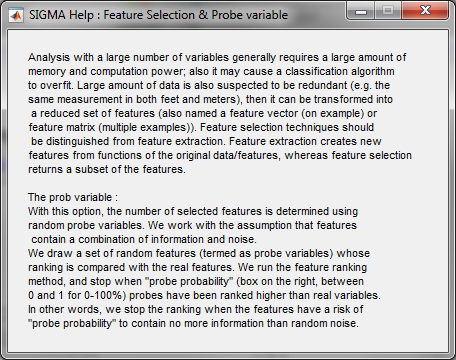 SIGMA Help : Feature Selection & Probe variable
Analysis with a large number of variables generally requires a large amount of
memory and computation power; also it may cause a classification algorithm
to overfit. Large amount of data is also suspected to be redundant (e.g. the
same measurement in both feet and meters), then it can be transformed into
a reduced set of features (also named a feature vector (on example) or
feature matrix (multiple examples)). Feature selection techniques should
be distinguished from feature extraction. Feature extraction creates new
features from functions of the original data/features, whereas feature selection
returns a subset of the features.
The prob variable :
With this option, the number of selected features is determined using
random probe variables. We work with the assumption that features
contain a combination of information and noise.
We draw a set of random features (termed as probe variables) whose
ranking is compared with the real features. We run the feature ranking
method, and stop when "probe probability" (box on the right, between
0 and 1 for 0-100%) probes have been ranked higher than real variables.
In other words, we stop the ranking when the features have a risk of
"probe probability" to contain no more information than random noise.